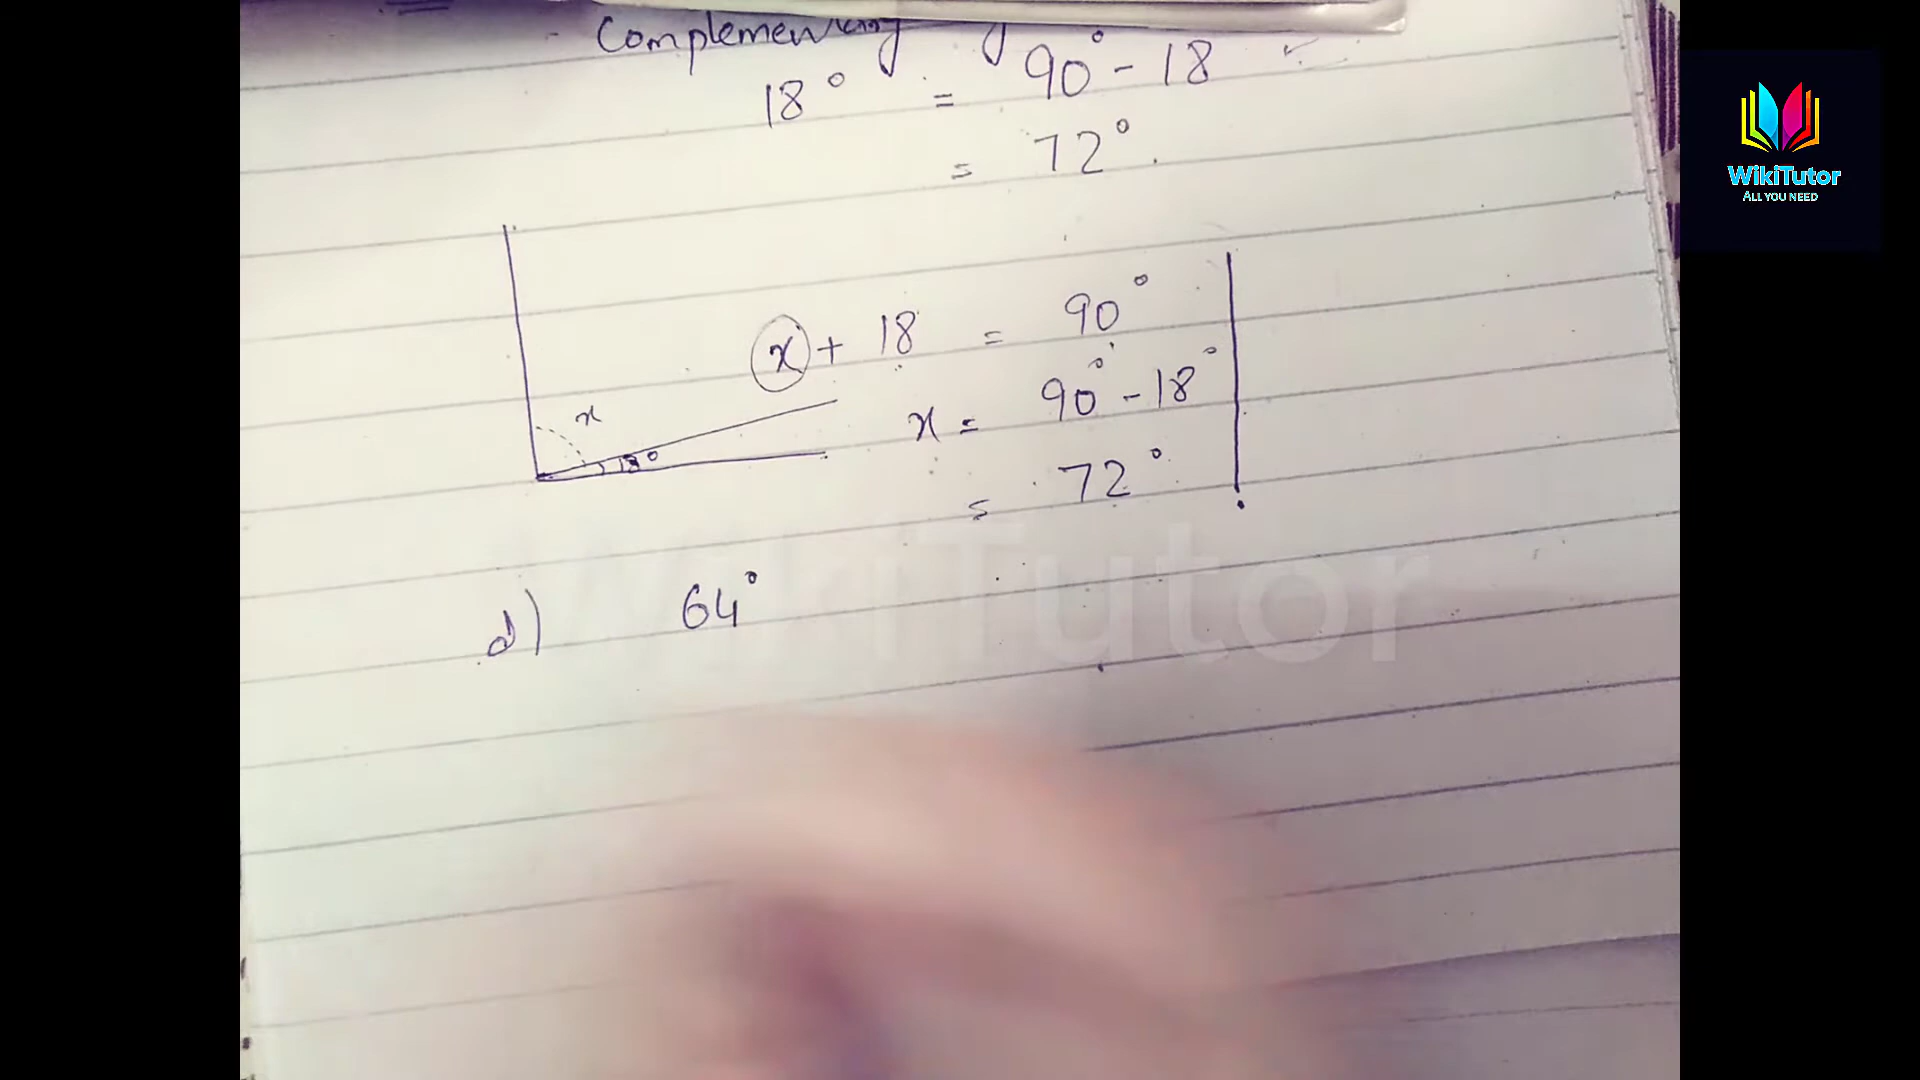 Complementary
18° = 90° - 18
= 72°.
x + 18 = 90°
x = 90° - 18°
= 72°
x
18°
d) 64°
WikiTutor
WikiTutor
ALL YOU NEED